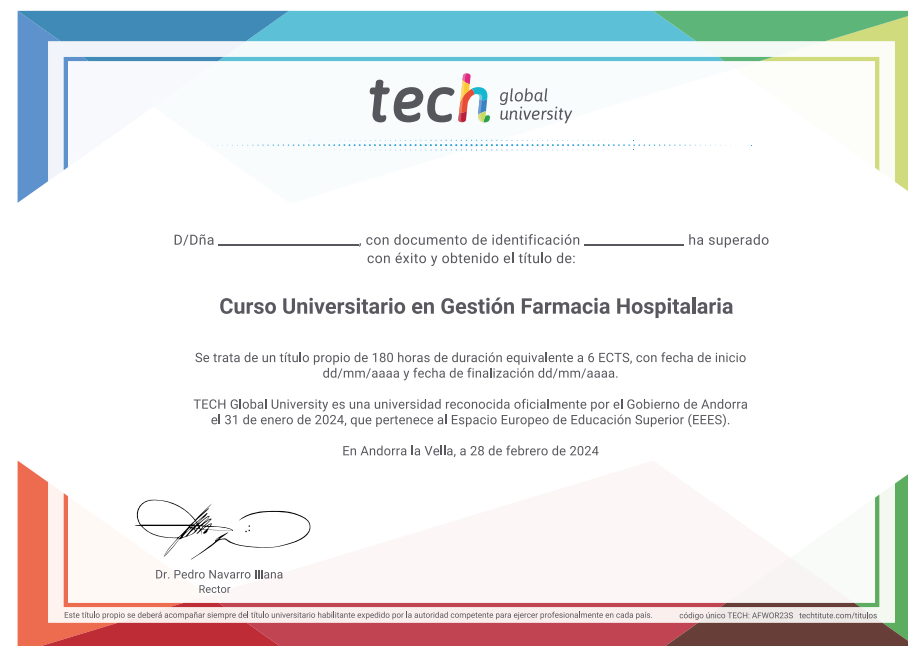 tech global university
D/Dña ____________________, con documento de identificación ______________ ha superado
con éxito y obtenido el título de:
Curso Universitario en Gestión Farmacia Hospitalaria
Se trata de un título propio de 180 horas de duración equivalente a 6 ECTS, con fecha de inicio
dd/mm/aaaa y fecha de finalización dd/mm/aaaa.
TECH Global University es una universidad reconocida oficialmente por el Gobierno de Andorra
el 31 de enero de 2024, que pertenece al Espacio Europeo de Educación Superior (EEES).
En Andorra la Vella, a 28 de febrero de 2024
Dr. Pedro Navarro Illana
Rector
Este título propio se deberá acompañar siempre del título universitario habilitante expedido por la autoridad competente para ejercer profesionalmente en cada país. código único TECH: AFWOR23S techtitute.com/titulos